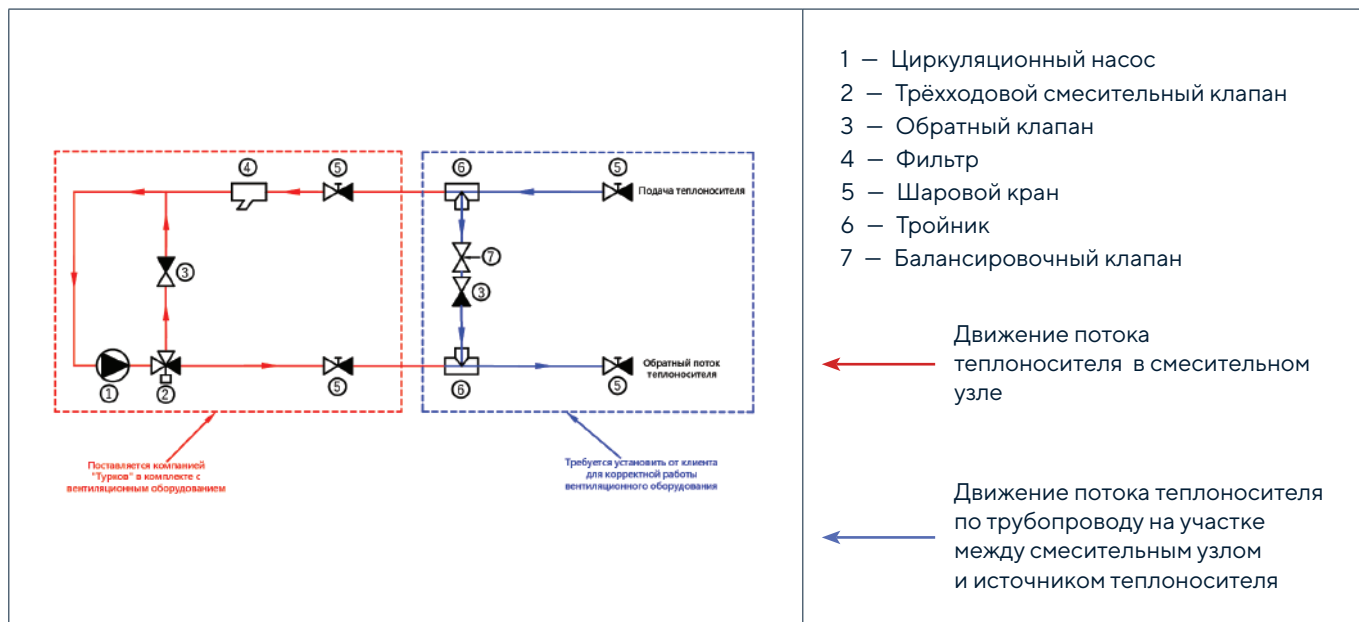 ④
⑤
⑥
⑤
Подача теплоносителя
③
⑦
③
①
②
⑤
⑥
Обратный поток
теплоносителя
⑤
Поставляется компанией
"Турков" в комплекте с
вентиляционным оборудованием
Требуется установить от клиента
для корректной работы
вентиляционного оборудования
1 — Циркуляционный насос
2 — Трёхходовой смесительный клапан
3 — Обратный клапан
4 — Фильтр
5 — Шаровой кран
6 — Тройник
7 — Балансировочный клапан
Движение потока
теплоносителя в смесительном
узле
Движение потока теплоносителя
по трубопроводу на участке
между смесительным узлом
и источником теплоносителя